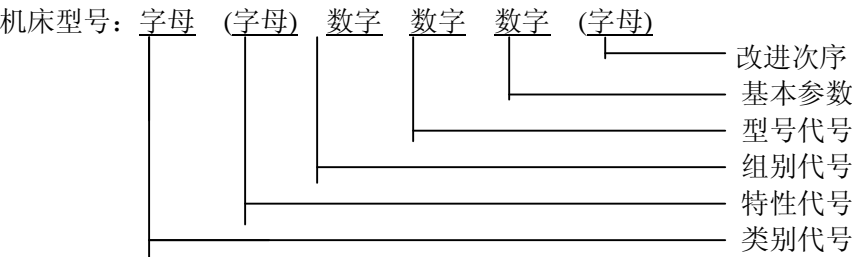 机床型号：字母 (字母) 数字 数字 数字 (字母)
改进次序
基本参数
型号代号
组别代号
特性代号
类别代号